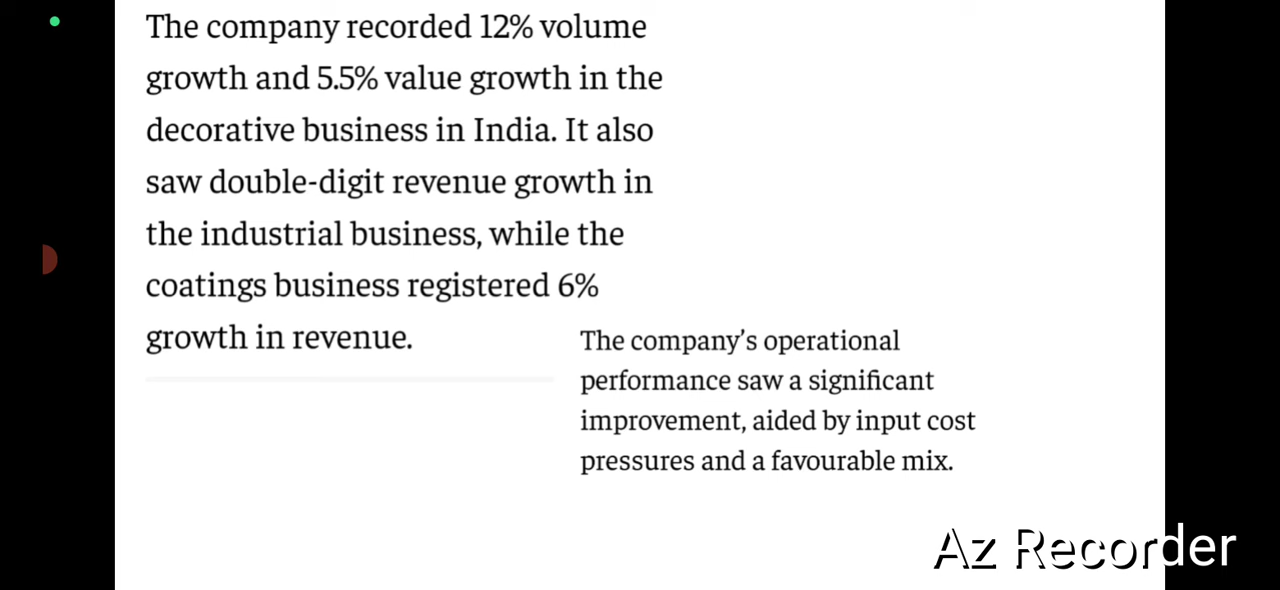 The company recorded 12% volume
growth and 5.5% value growth in the
decorative business in India. It also
saw double-digit revenue growth in
the industrial business, while the
coatings business registered 6%
growth in revenue.
The company’s operational
performance saw a significant
improvement, aided by input cost
pressures and a favourable mix.
Az Recorder